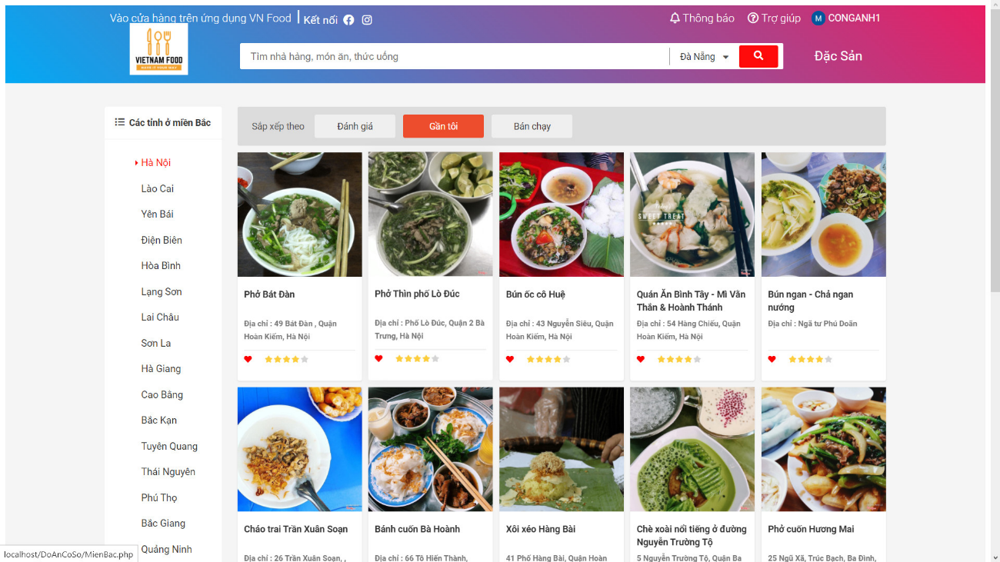 Vào cửa hàng trên ứng dụng VN Food
Kết nối
Thông báo
Trợ giúp
M CONGANH1
VIETNAM FOOD
Tìm nhà hàng, món ăn, thức uống
Đà Nẵng
Đặc Sản
Các tỉnh ở miền Bắc
Hà Nội
Lào Cai
Yên Bái
Điện Biên
Hòa Bình
Lạng Sơn
Lai Châu
Sơn La
Hà Giang
Cao Bằng
Bắc Kạn
Tuyên Quang
Thái Nguyên
Phú Thọ
Bắc Giang
Quảng Ninh
Sắp xếp theo
Đánh giá
Gần tôi
Bán chạy
Phở Bát Đàn
Địa chỉ : 49 Bát Đàn , Quận
Hoàn Kiếm, Hà Nội
Phở Thìn phố Lò Đúc
Địa chỉ : Phố Lò Đúc, Quận 2 Bà
Trưng, Hà Nội
Bún ốc cô Huệ
Địa chỉ : 43 Nguyễn Siêu, Quận
Hoàn Kiếm, Hà Nội
SWEET TREAT
Quán Ăn Bình Tây - Mì Vằn
Thắn & Hoành Thánh
Địa chỉ : 54 Hàng Chiếu, Quận
Hoàn Kiếm, Hà Nội
Bún ngan - Chả ngan
nướng
Địa chỉ : Ngã tư Phú Doãn
Cháo trai Trần Xuân Soạn
Địa chỉ : 26 Trần Xuân Soạn, ,
Bánh cuốn Bà Hoành
Địa chỉ : 66 Tô Hiến Thành,
Xôi xéo Hàng Bài
41 Phố Hàng Bài, Quận Hoàn
Chè xoài nổi tiếng ở đường
Nguyễn Trường Tộ
5 Nguyễn Trường Tộ, Quận Ba
Phở cuốn Hương Mai
25 Ngũ Xã, Trúc Bạch, Ba Đình,
localhost/DoAnCoSo/MienBac.php